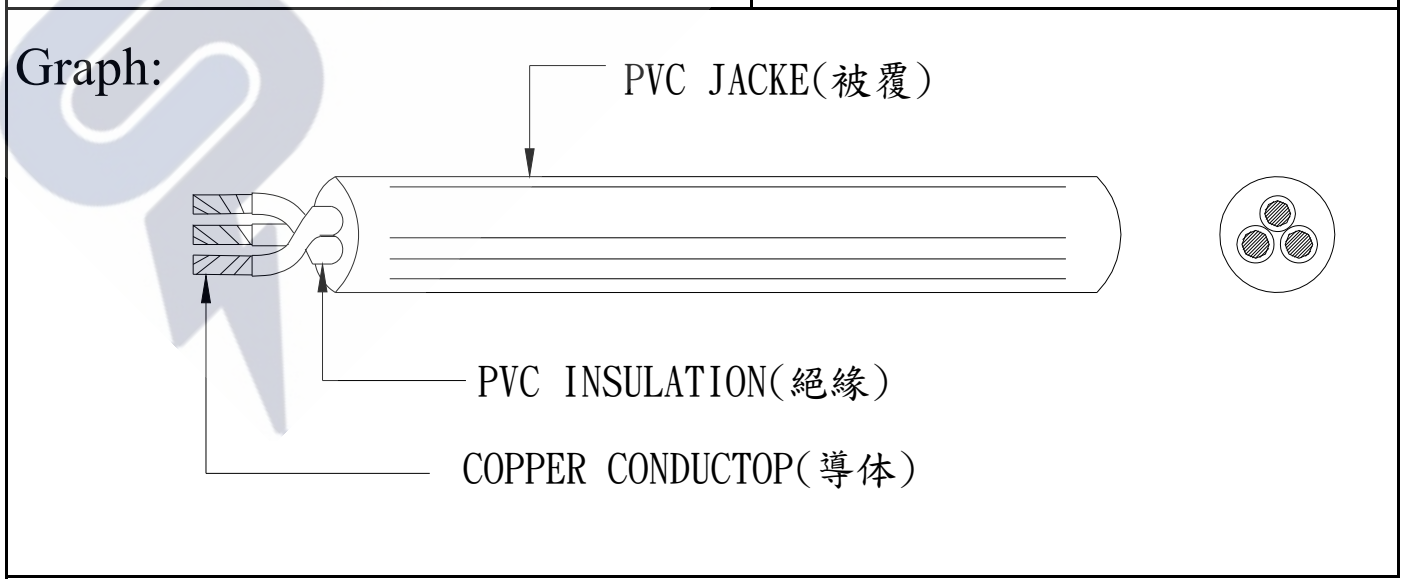 Graph:
PVC JACKE(被覆)
PVC INSULATION(絕緣)
COPPER CONDUCTOP(導体)